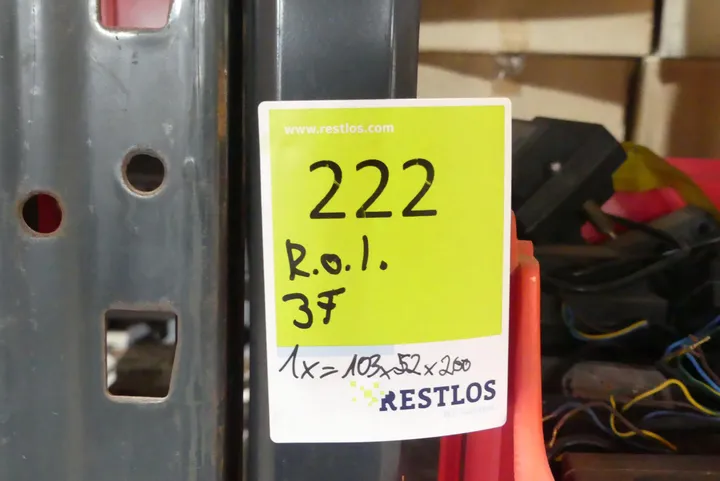 www.restlos.com
222
R.o.l.
3F
1x=103x52x200
RESTLOS